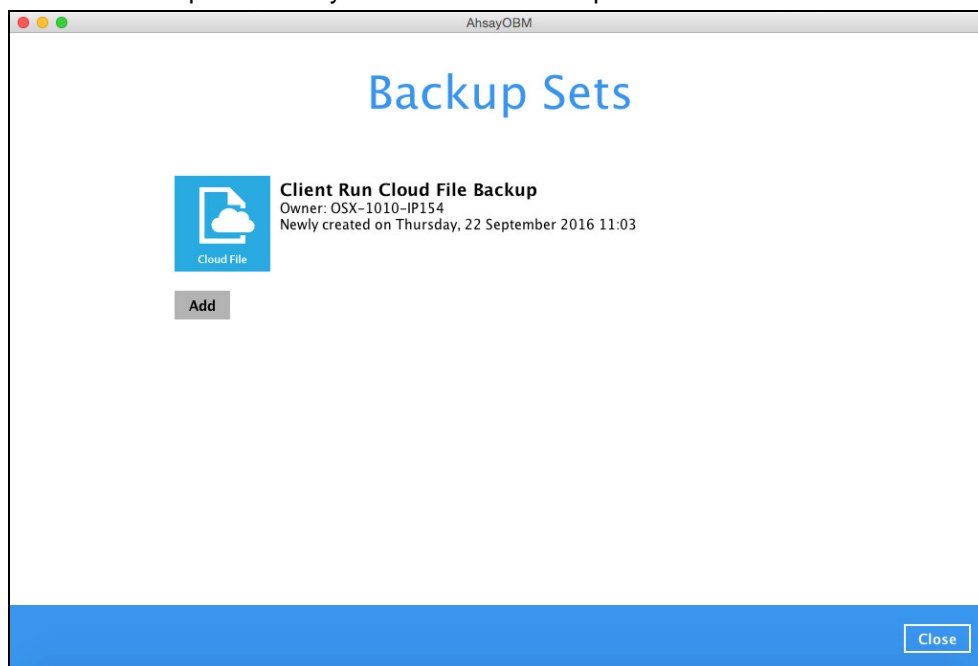 AhsayOBM
Backup Sets
Client Run Cloud File Backup
Owner: OSX-1010-IP154
Newly created on Thursday, 22 September 2016 11:03
Cloud File
Add
Close